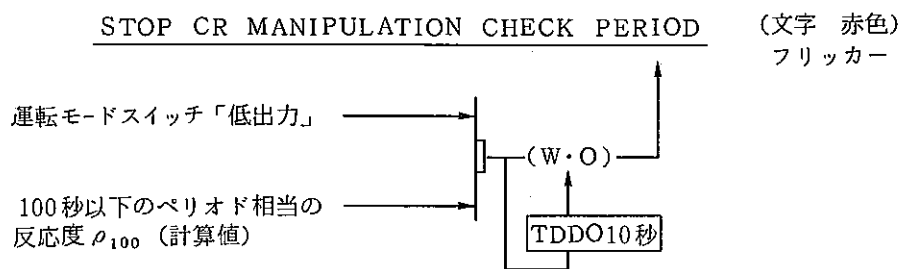 STOP CR MANIPULATION CHECK PERIOD
(文字 赤色)
フリッカー
運転モードスイッチ「低出力」
(W・O)
100秒以下のペリオド相当の
反応度 ρ100 (計算値)
TDDO10秒